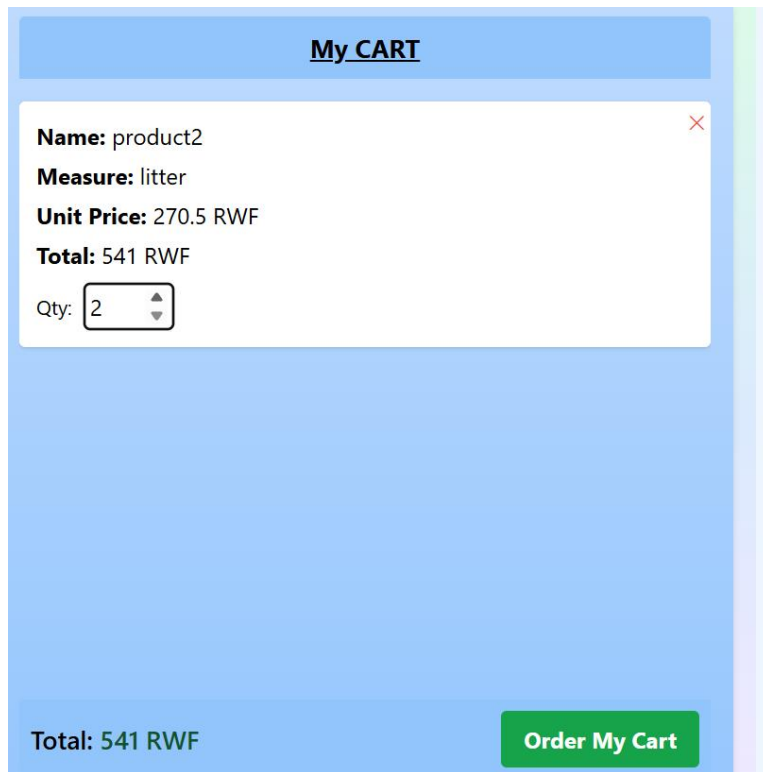 My CART
Name: product2
Measure: litter
Unit Price: 270.5 RWF
Total: 541 RWF
Qty: 2
Total: 541 RWF
Order My Cart